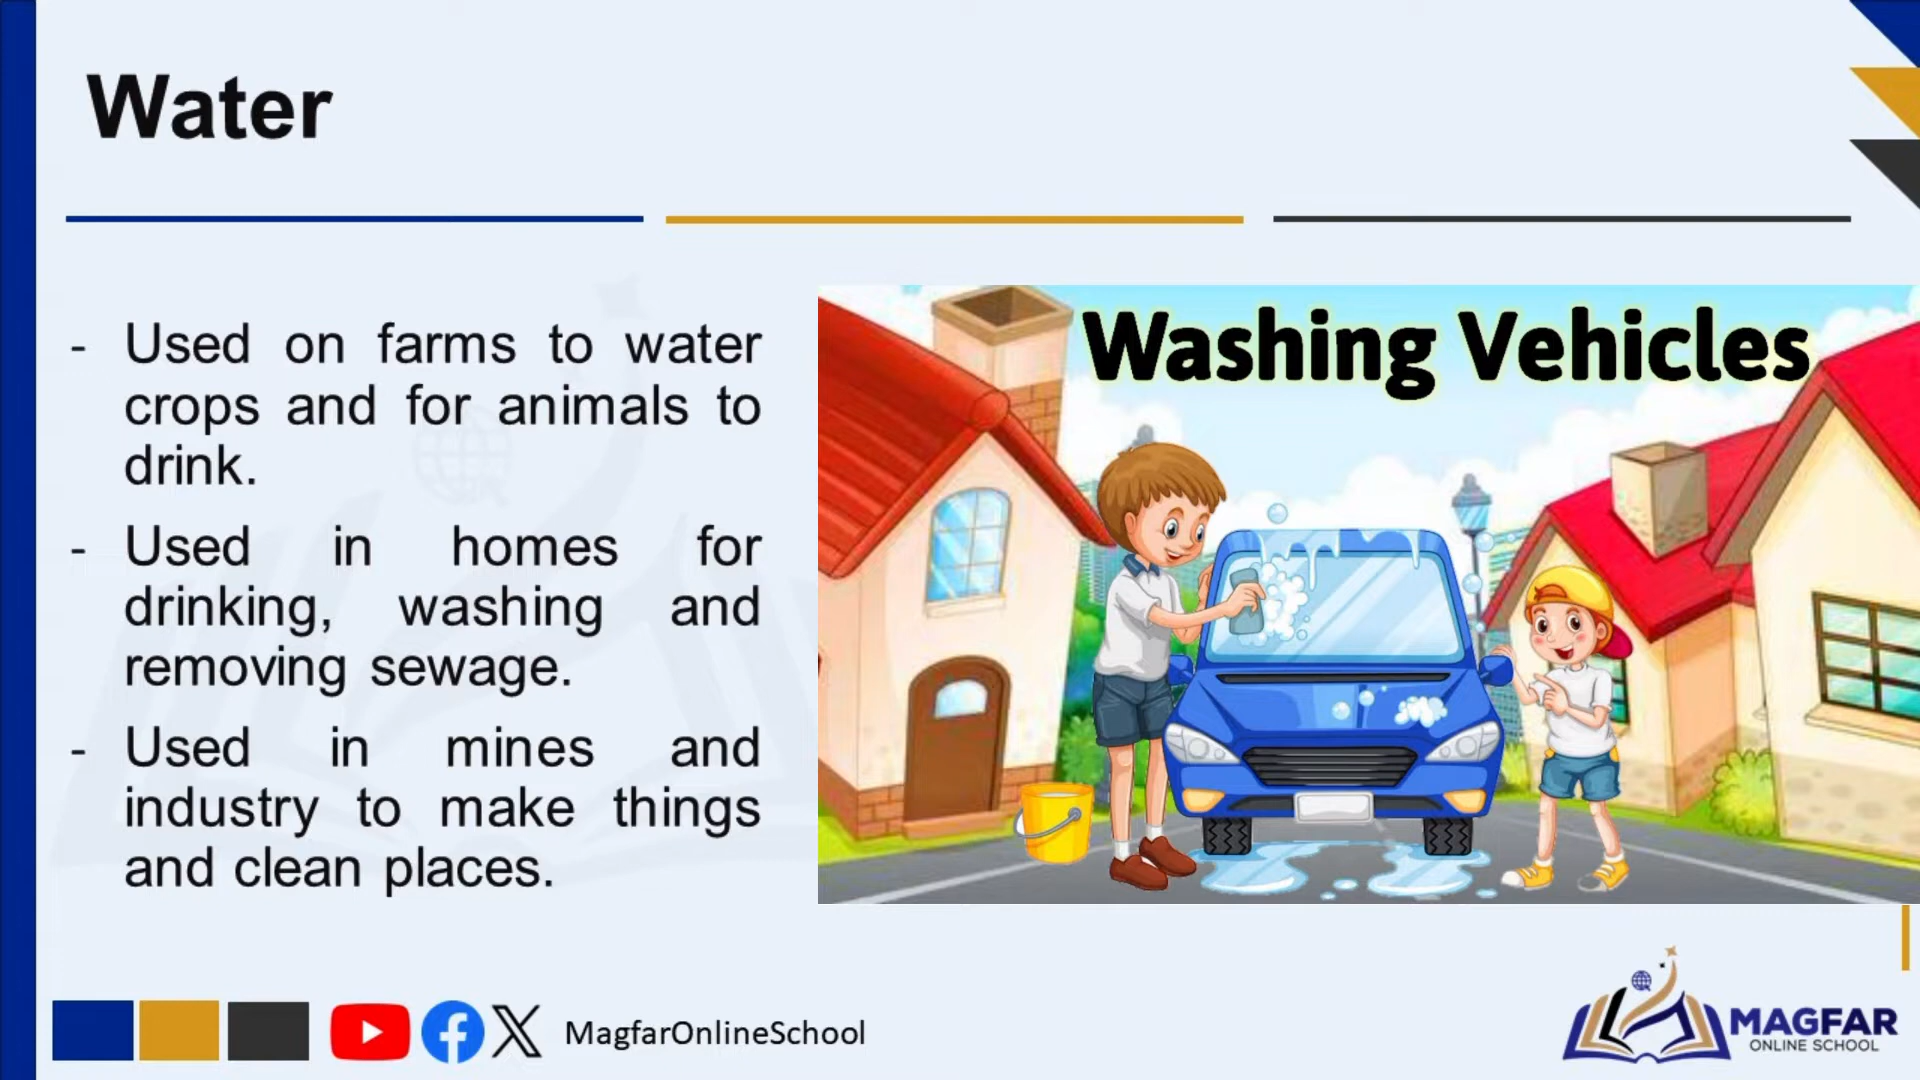 Water
- Used on farms to water
crops and for animals to
drink.
- Used in homes for
drinking, washing and
removing sewage.
- Used in mines and
industry to make things
and clean places.
Washing Vehicles
MagfarOnlineSchool
MAGFAR
ONLINE SCHOOL